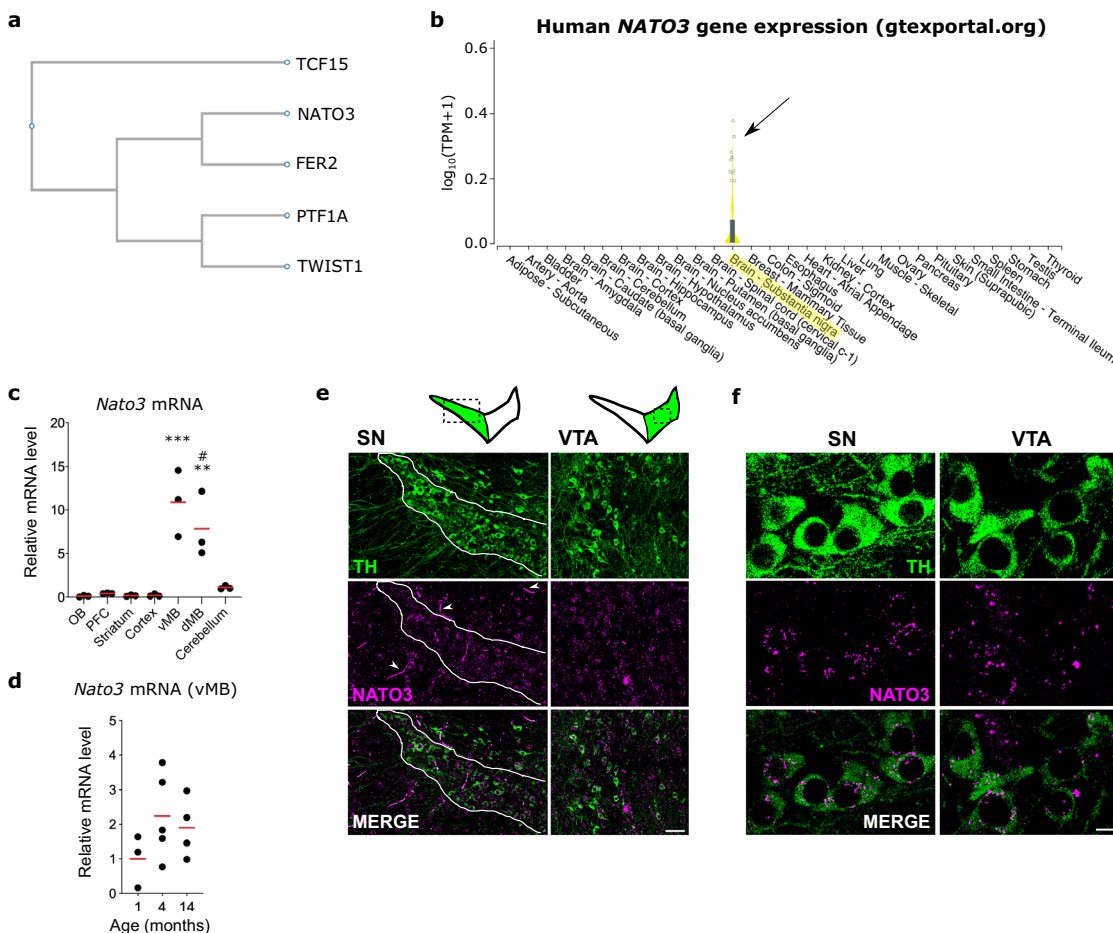 a
TCF15
NATO3
FER2
PTF1A
TWIST1
b
Human NATO3 gene expression (gtexportal.org)
log10(TPM+1)
0.6
0.4
0.2
0.0
Adipose - Subcutaneous
Artery - Aorta
Bladder
Brain - Amygdala
Brain - Caudate (basal ganglia)
Brain - Cerebellum
Brain - Cortex
Brain - Hippocampus
Brain - Hypothalamus
Brain - Nucleus accumbens
Brain - Putamen (basal ganglia)
Brain - Spinal cord (cervical c-1)
Brain - Substantia nigra
Breast - Mammary Tissue
Colon - Sigmoid
Esophagus
Heart - Atrial Appendage
Kidney - Cortex
Liver
Lung
Muscle - Skeletal
Ovary
Pancreas
Pituitary
Skin (Suprapubic)
Small Intestine - Terminal Ileum
Spleen
Stomach
Testis
Thyroid
c
Nato3 mRNA
Relative mRNA level
20
15
10
5
0
***
#
**
OB
PFC
Striatum
Cortex
vMB
dMB
Cerebellum
d
Nato3 mRNA (vMB)
Relative mRNA level
5
4
3
2
1
0
1
4
14
Age (months)
e
SN
VTA
TH
NATO3
MERGE
f
SN
VTA
TH
NATO3
MERGE